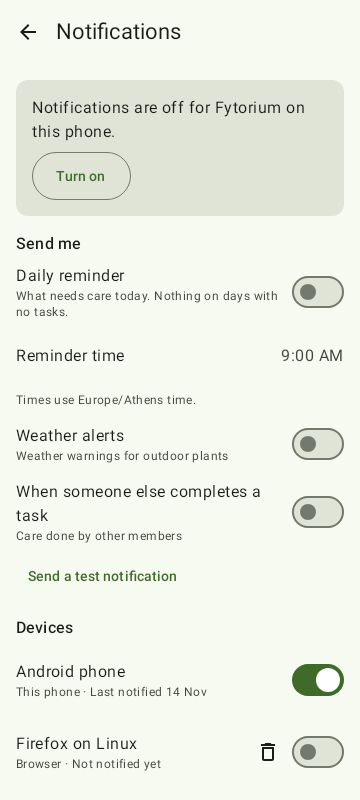 Notifications
Notifications are off for Fytorium on
this phone.
Turn on
Send me
Daily reminder
What needs care today. Nothing on days with
no tasks.
Reminder time
9:00 AM
Times use Europe/Athens time.
Weather alerts
Weather warnings for outdoor plants
When someone else completes a
task
Care done by other members
Send a test notification
Devices
Android phone
This phone · Last notified 14 Nov
Firefox on Linux
Browser · Not notified yet